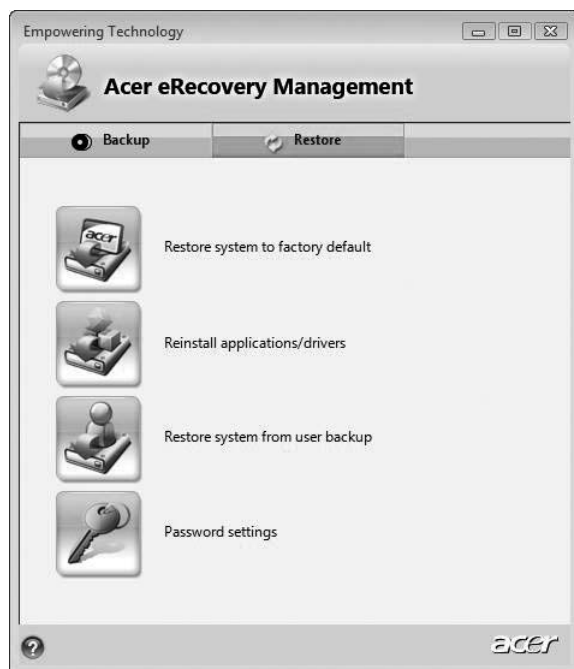 Empowering Technology
Acer eRecovery Management
Backup
Restore
acer
Restore system to factory default
Reinstall applications/drivers
Restore system from user backup
Password settings
?
acer